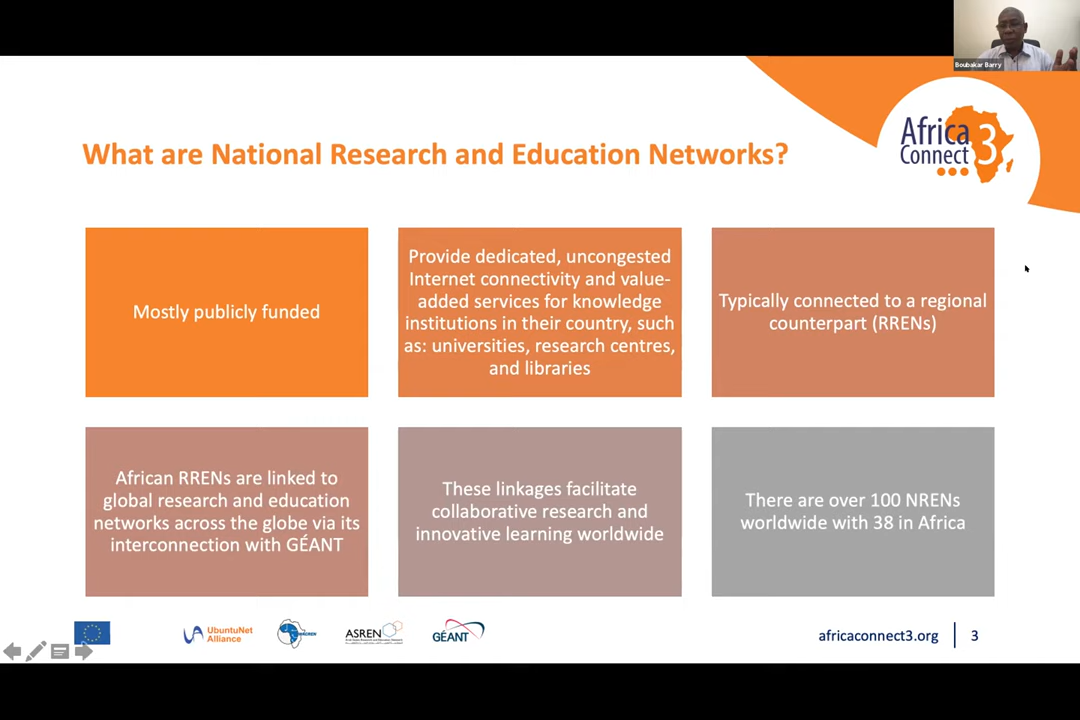 Boubakar Barry
Africa
Connect 3
What are National Research and Education Networks?
Mostly publicly funded
Provide dedicated, uncongested
Internet connectivity and value-
added services for knowledge
institutions in their country, such
as: universities, research centres,
and libraries
Typically connected to a regional
counterpart (RRENs)
African RRENs are linked to
global research and education
networks across the globe via its
interconnection with GÉANT
These linkages facilitate
collaborative research and
innovative learning worldwide
There are over 100 NRENs
worldwide with 38 in Africa
UbuntuNet
Alliance
ASREN
GÉANT
africaconnect3.org
3